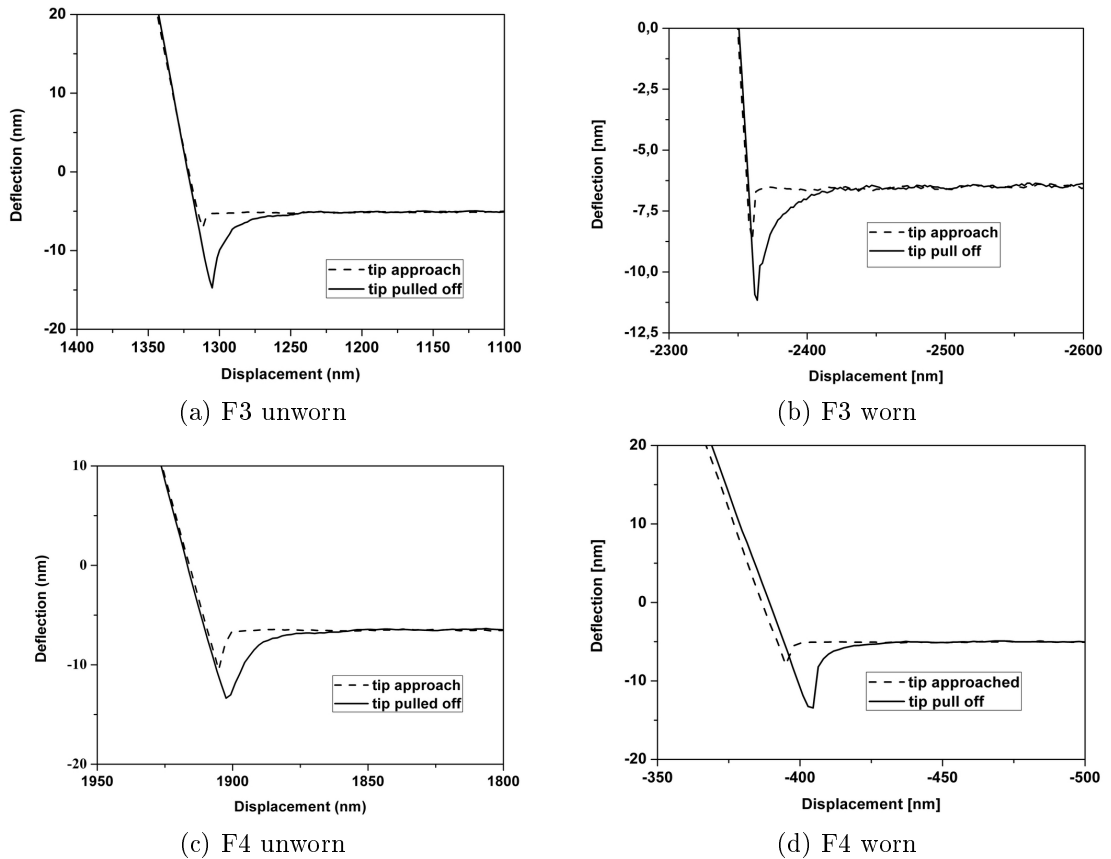 20
10
0
-10
-20
Deflection (nm)
1400 1350 1300 1250 1200 1150 1100
Displacement (nm)
tip approach
tip pulled off
(a) F3 unworn
0,0
-2,5
-5,0
-7,5
-10,0
-12,5
Deflection [nm]
-2300 -2400 -2500 -2600
Displacement [nm]
tip approach
tip pull off
(b) F3 worn
10
0
-10
-20
Deflection (nm)
1950 1900 1850 1800
Displacement (nm)
tip approach
tip pulled off
(c) F4 unworn
20
10
0
-10
-20
Deflection [nm]
-350 -400 -450 -500
Displacement [nm]
tip approached
tip pull off
(d) F4 worn